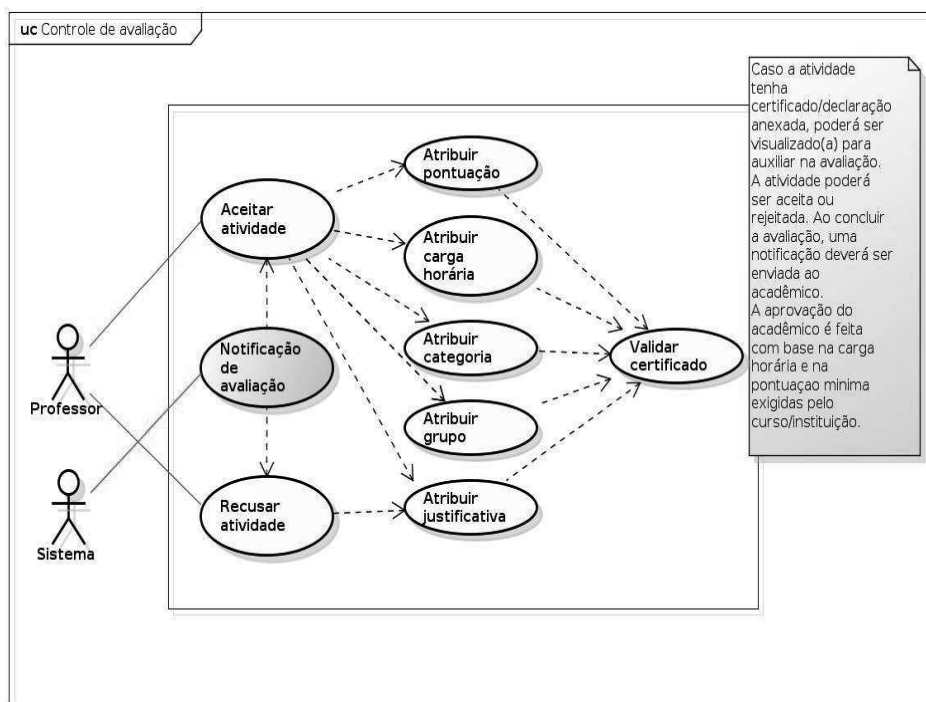 uc Controle de avaliação
Caso a atividade
tenha
certificado/declaração
anexada, poderá ser
visualizado(a) para
auxiliar na avaliação.
A atividade poderá
ser aceita ou
rejeitada. Ao concluir
a avaliação, uma
notificação deverá ser
enviada ao
acadêmico.
A aprovação do
acadêmico é feita
com base na carga
horária e na
pontuaçao minima
exigidas pelo
curso/instituição.
Atribuir
pontuação
Aceitar
atividade
Atribuir
carga
horária
Notificação
de
avaliação
Atribuir
categoria
Validar
certificado
Professor
Atribuir
grupo
Recusar
atividade
Atribuir
justificativa
Sistema